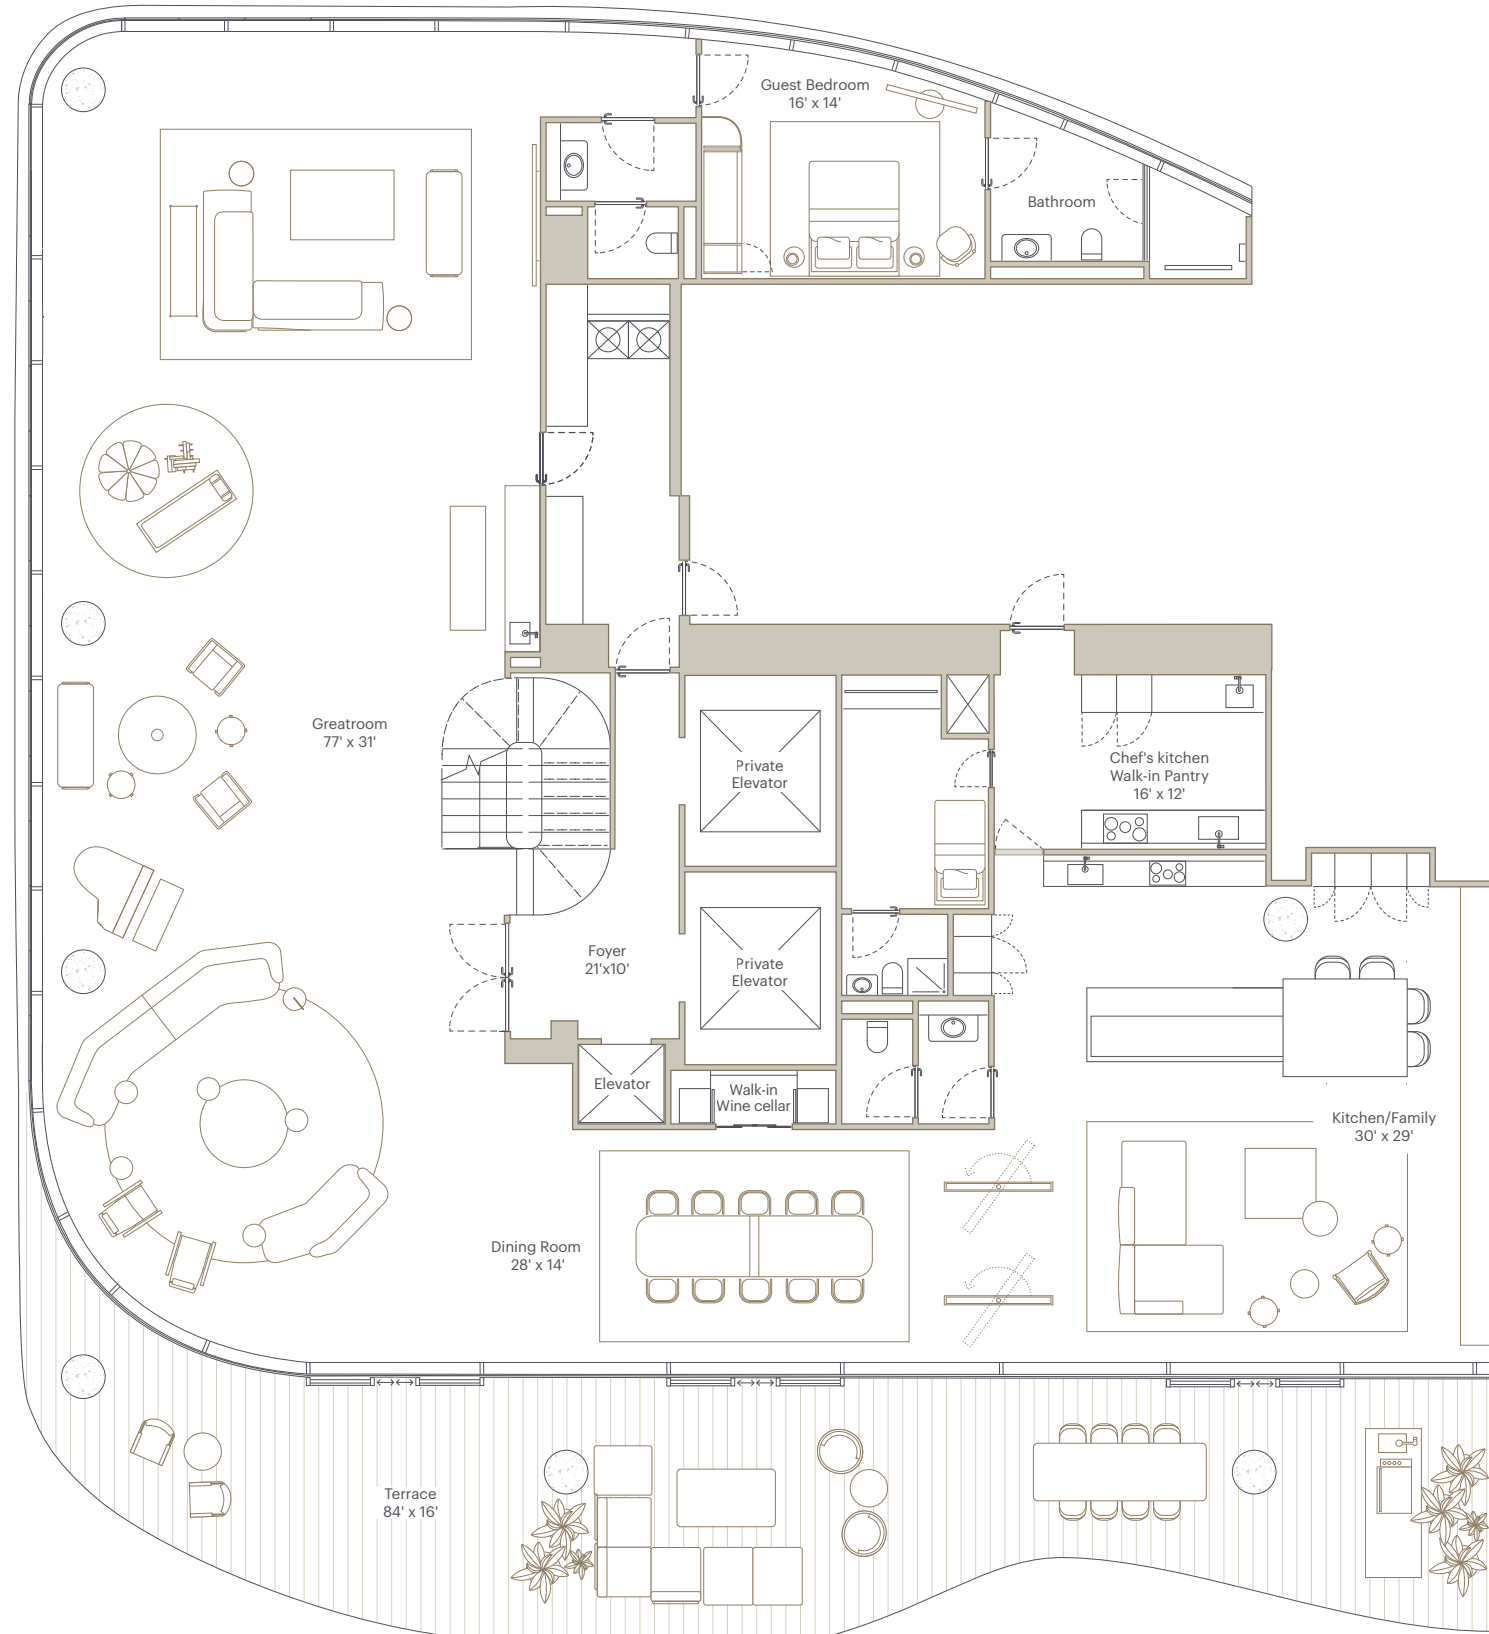 Guest Bedroom
16' x 14'
Bathroom
Greatroom
77' x 31'
Private
Elevator
Chef's kitchen
Walk-in Pantry
16' x 12'
Foyer
21'x10'
Private
Elevator
Elevator
Walk-in
Wine cellar
Kitchen/Family
30' x 29'
Dining Room
28' x 14'
Terrace
84' x 16'